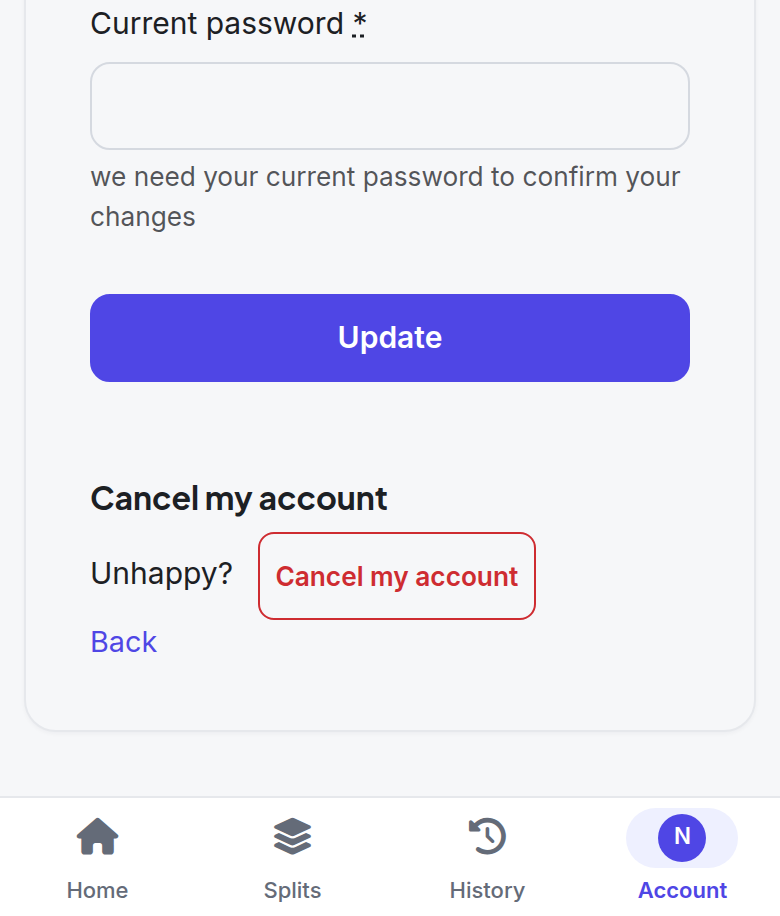 Current password *
we need your current password to confirm your
changes
Update
Cancel my account
Unhappy? Cancel my account
Back
N
Home Splits History Account